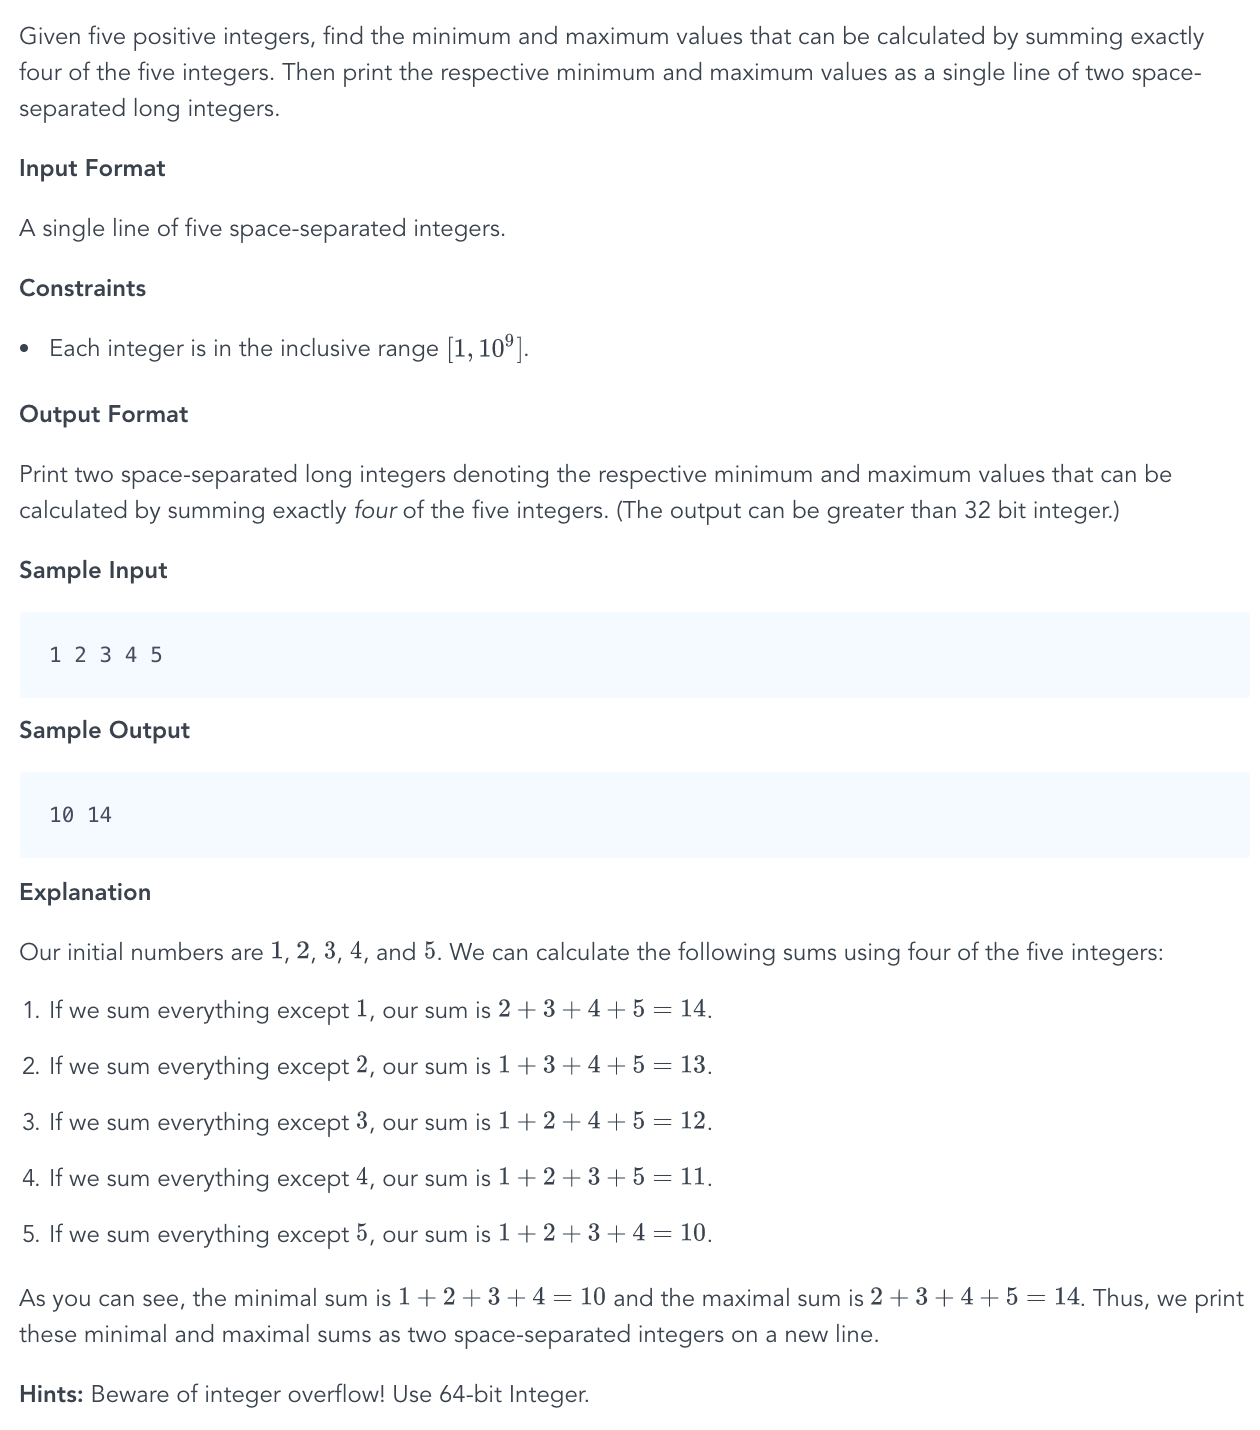 Given five positive integers, find the minimum and maximum values that can be calculated by summing exactly
four of the five integers. Then print the respective minimum and maximum values as a single line of two space-
separated long integers.
Input Format
A single line of five space-separated integers.
Constraints
• Each integer is in the inclusive range [1, 10⁹].
Output Format
Print two space-separated long integers denoting the respective minimum and maximum values that can be
calculated by summing exactly four of the five integers. (The output can be greater than 32 bit integer.)
Sample Input
1 2 3 4 5
Sample Output
10 14
Explanation
Our initial numbers are 1, 2, 3, 4, and 5. We can calculate the following sums using four of the five integers:
1. If we sum everything except 1, our sum is 2 + 3 + 4 + 5 = 14.
2. If we sum everything except 2, our sum is 1 + 3 + 4 + 5 = 13.
3. If we sum everything except 3, our sum is 1 + 2 + 4 + 5 = 12.
4. If we sum everything except 4, our sum is 1 + 2 + 3 + 5 = 11.
5. If we sum everything except 5, our sum is 1 + 2 + 3 + 4 = 10.
As you can see, the minimal sum is 1 + 2 + 3 + 4 = 10 and the maximal sum is 2 + 3 + 4 + 5 = 14. Thus, we print
these minimal and maximal sums as two space-separated integers on a new line.
Hints: Beware of integer overflow! Use 64-bit Integer.